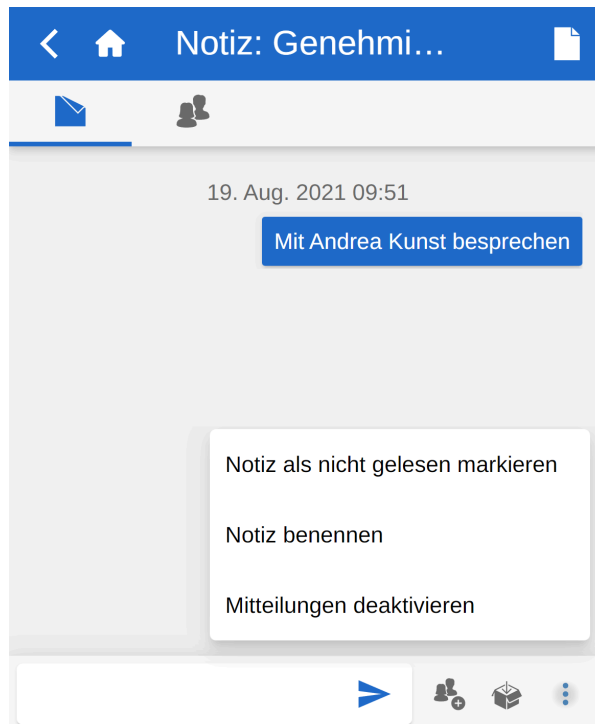 Notiz: Genehmi…
19. Aug. 2021 09:51
Mit Andrea Kunst besprechen
Notiz als nicht gelesen markieren
Notiz benennen
Mitteilungen deaktivieren